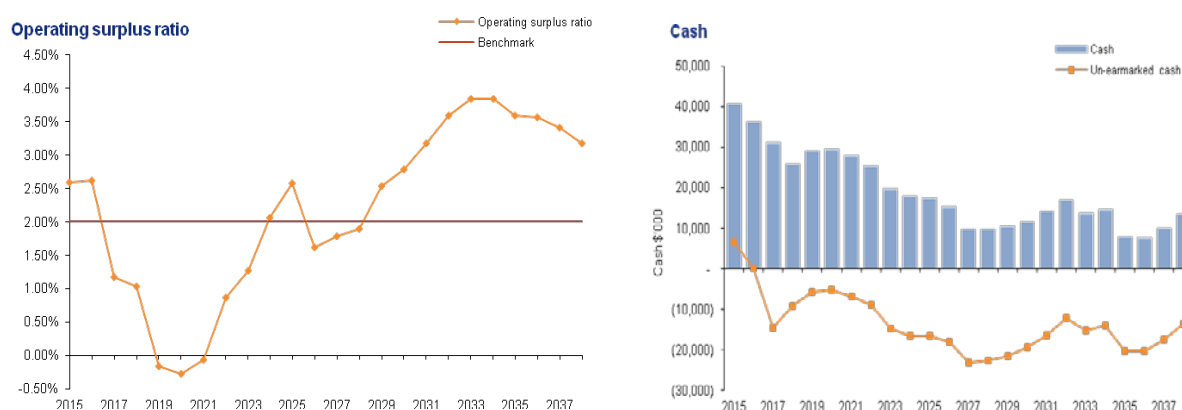 Operating surplus ratio
Operating surplus ratio
Benchmark
4.50%
4.00%
3.50%
3.00%
2.50%
2.00%
1.50%
1.00%
0.50%
0.00%
-0.50%
2015 2017 2019 2021 2023 2025 2027 2029 2031 2033 2035 2037
Cash
Cash
Un-earmarked cash
Cash $'000
50,000
40,000
30,000
20,000
10,000
-
(10,000)
(20,000)
(30,000)
2015 2017 2019 2021 2023 2025 2027 2029 2031 2033 2035 2037